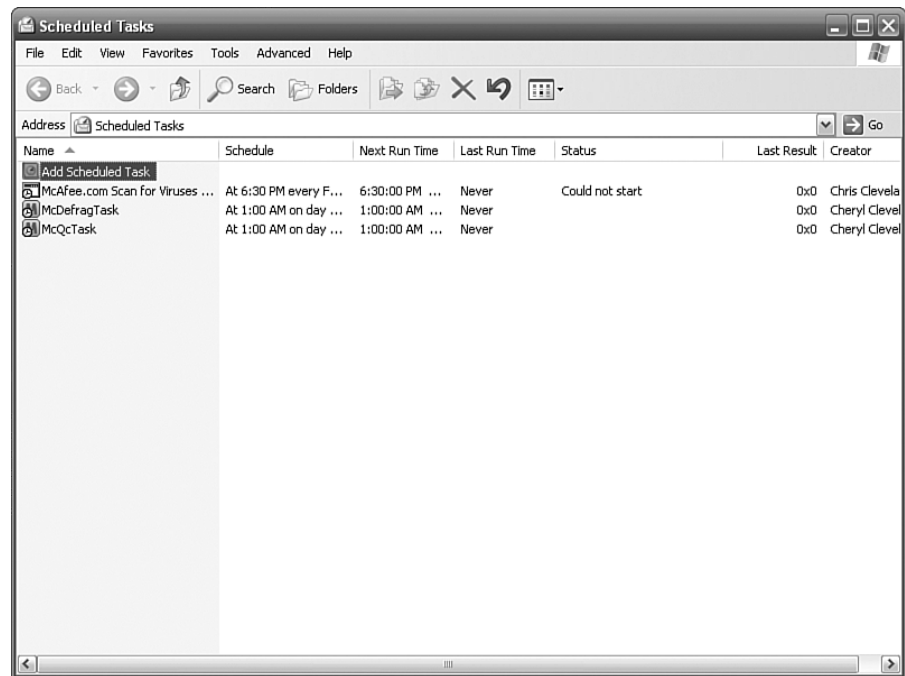 Scheduled Tasks
File Edit View Favorites Tools Advanced Help
Back Search Folders
Address Scheduled Tasks Go
Name Schedule Next Run Time Last Run Time Status Last Result Creator
Add Scheduled Task
McAfee.com Scan for Viruses ... At 6:30 PM every F... 6:30:00 PM ... Never Could not start 0x0 Chris Clevela
McDefragTask At 1:00 AM on day ... 1:00:00 AM ... Never 0x0 Cheryl Clevel
McQcTask At 1:00 AM on day ... 1:00:00 AM ... Never 0x0 Cheryl Clevel